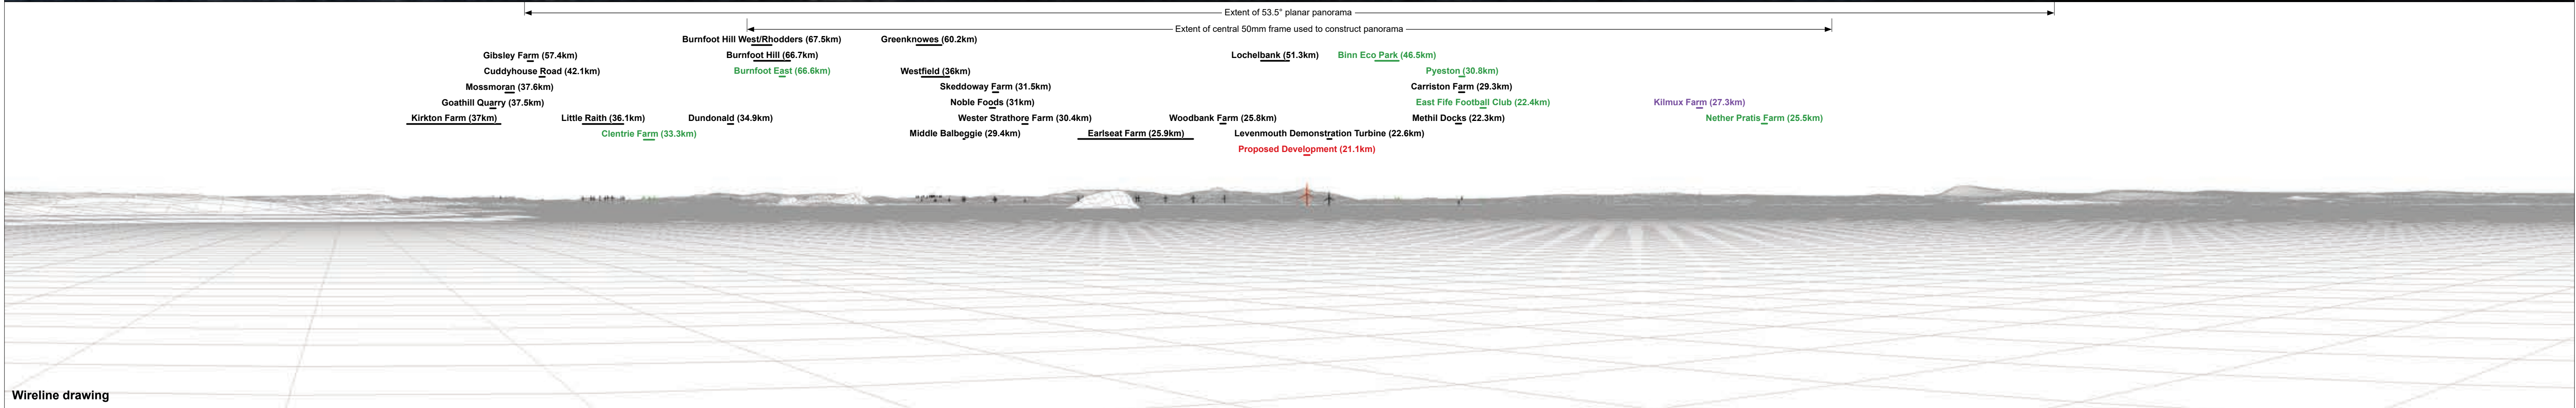 Extent of 53.5° planar panorama
Extent of central 50mm frame used to construct panorama
Burnfoot Hill West/Rhodders (67.5km)
Greenknowes (60.2km)
Gibsley Farm (57.4km)
Burnfoot Hill (66.7km)
Lochelbank (51.3km)
Binn Eco Park (46.5km)
Cuddyhouse Road (42.1km)
Burnfoot East (66.6km)
Westfield (36km)
Pyeston (30.8km)
Mossmoran (37.6km)
Skeddoway Farm (31.5km)
Carriston Farm (29.3km)
Goathill Quarry (37.5km)
Noble Foods (31km)
East Fife Football Club (22.4km)
Kilmux Farm (27.3km)
Kirkton Farm (37km)
Little Raith (36.1km)
Dundonald (34.9km)
Wester Strathore Farm (30.4km)
Woodbank Farm (25.8km)
Methil Docks (22.3km)
Nether Pratis Farm (25.5km)
Clentrie Farm (33.3km)
Middle Balbeggie (29.4km)
Earlseat Farm (25.9km)
Levenmouth Demonstration Turbine (22.6km)
Proposed Development (21.1km)
Wireline drawing